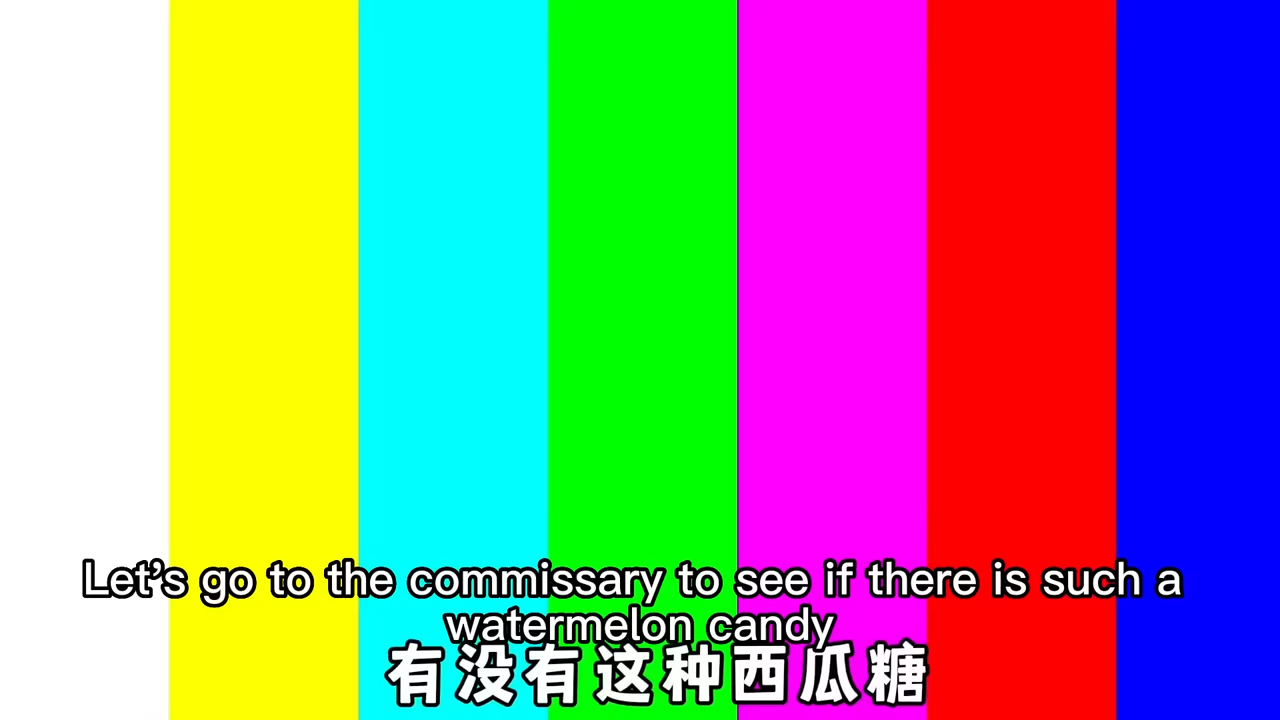 Let's go to the commissary to see if there is such a
watermelon candy
有没有这种西瓜糖